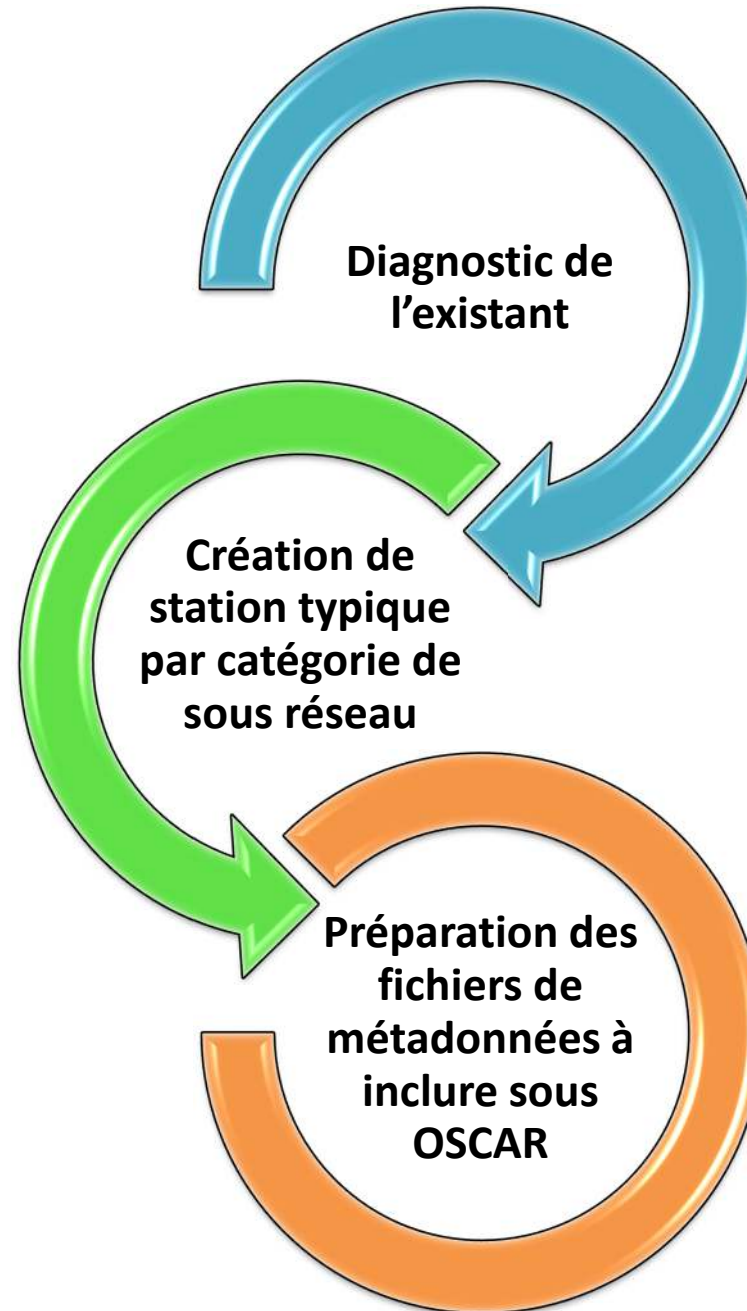 Diagnostic de
l’existant
Création de
station typique
par catégorie de
sous réseau
Préparation des
fichiers de
métadonnées à
inclure sous
OSCAR